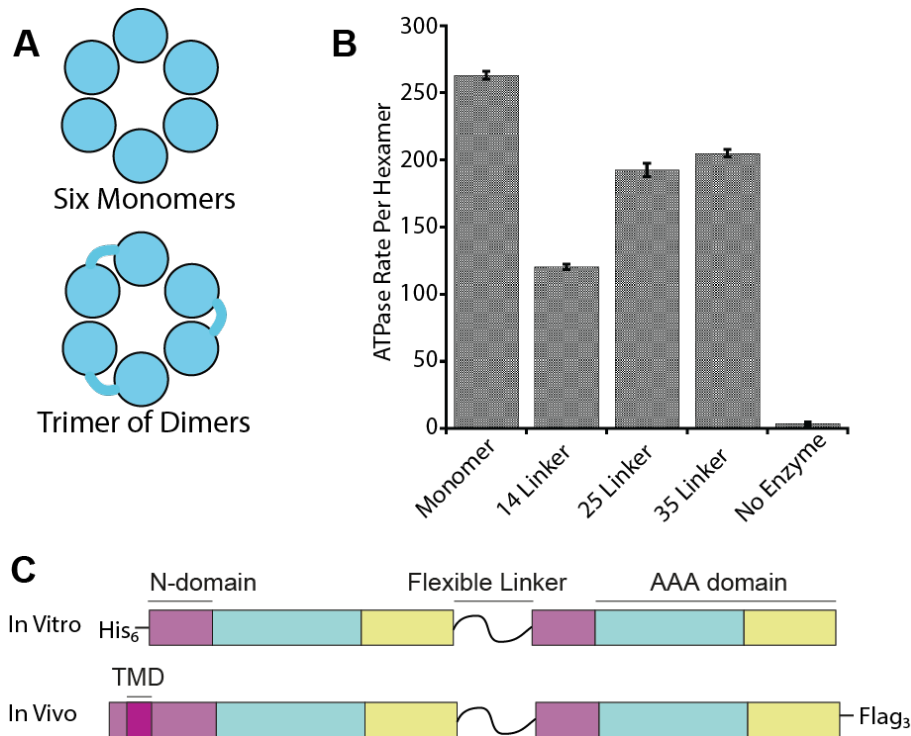 A
Six Monomers
Trimer of Dimers
B
ATPase Rate Per Hexamer
300
250
200
150
100
50
0
Monomer
14 Linker
25 Linker
35 Linker
No Enzyme
C
N-domain
Flexible Linker
AAA domain
In Vitro
His6
TMD
In Vivo
Flag3